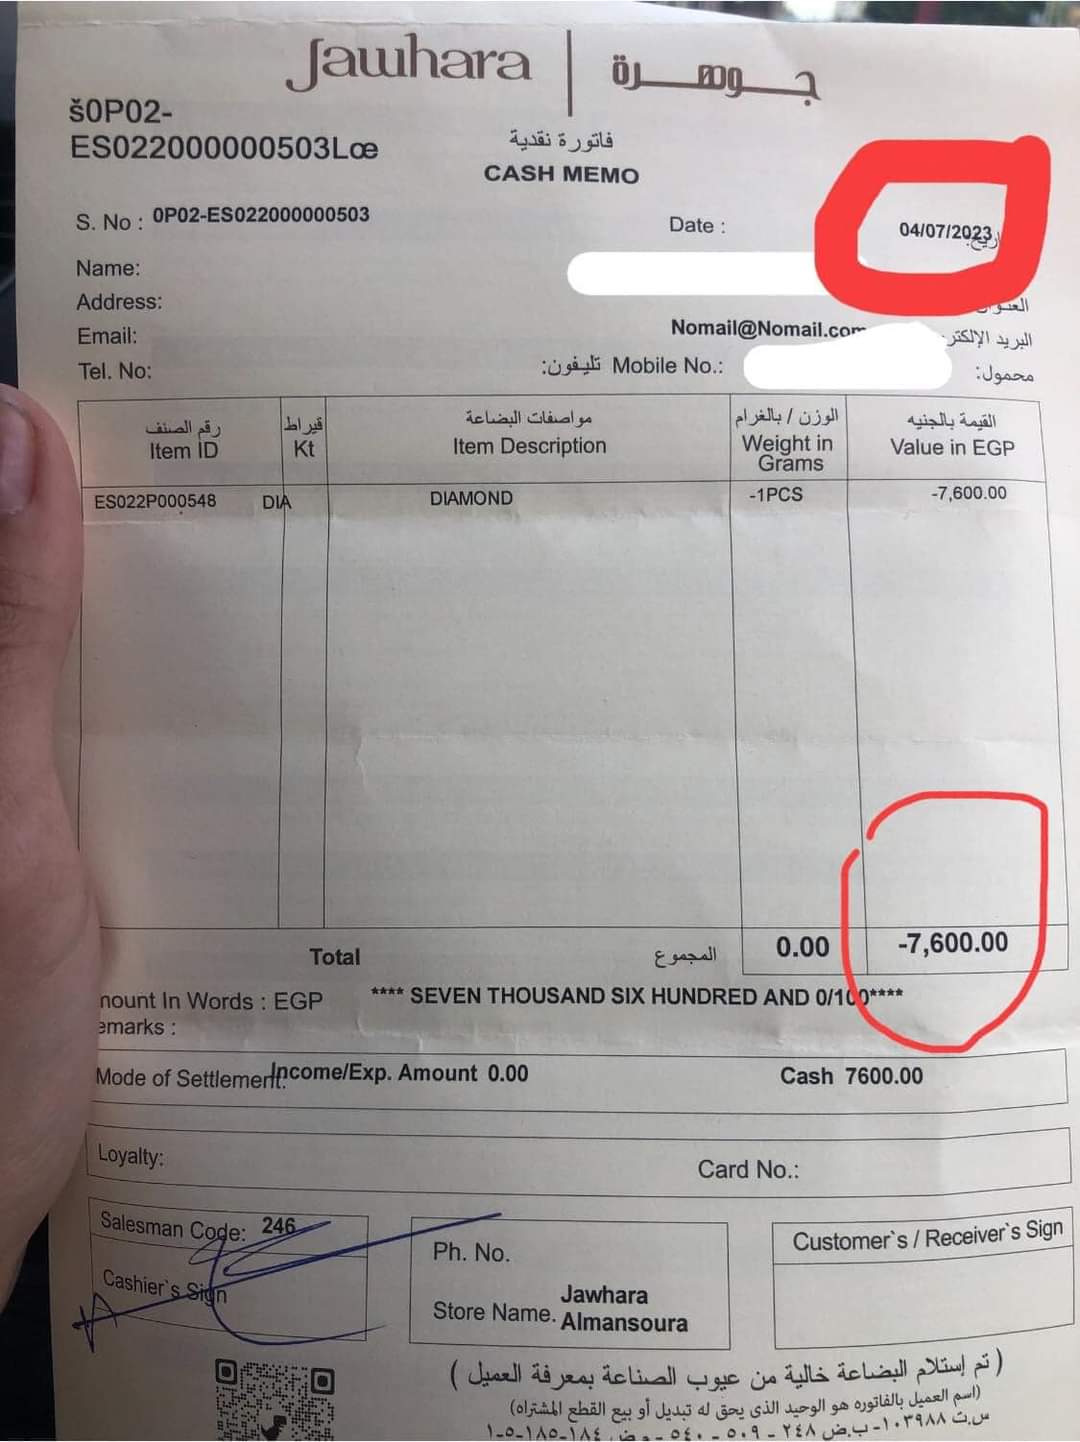 Jawhara | جوهرة
š0P02-
ES022000000503Lœ
فاتورة نقدية
CASH MEMO
S. No : 0P02-ES022000000503
Date : 04/07/2023
Name:
Address:
Email: Nomail@Nomail.com البريد الإلكتر
Tel. No: تليفون: Mobile No.: محمول:
رقم الصنف قيراط مواصفات البضاعة الوزن / بالغرام القيمة بالجنيه
Item ID Kt Item Description Weight in Grams Value in EGP
ES022P000548 DIA DIAMOND -1PCS -7,600.00
Total المجموع 0.00 -7,600.00
mount In Words : EGP **** SEVEN THOUSAND SIX HUNDRED AND 0/100****
emarks :
Mode of Settlement: Income/Exp. Amount 0.00 Cash 7600.00
Loyalty: Card No.:
Salesman Code: 246
Cashier`s Sign
Ph. No.
Store Name. Jawhara Almansoura
Customer`s / Receiver`s Sign
( تم إستلام البضاعة خالية من عيوب الصناعة بمعرفة العميل )
(اسم العميل بالفاتوره هو الوحيد الذى يحق له تبديل أو بيع القطع المشتراه)
س.ت ١٠٣٩٨٨